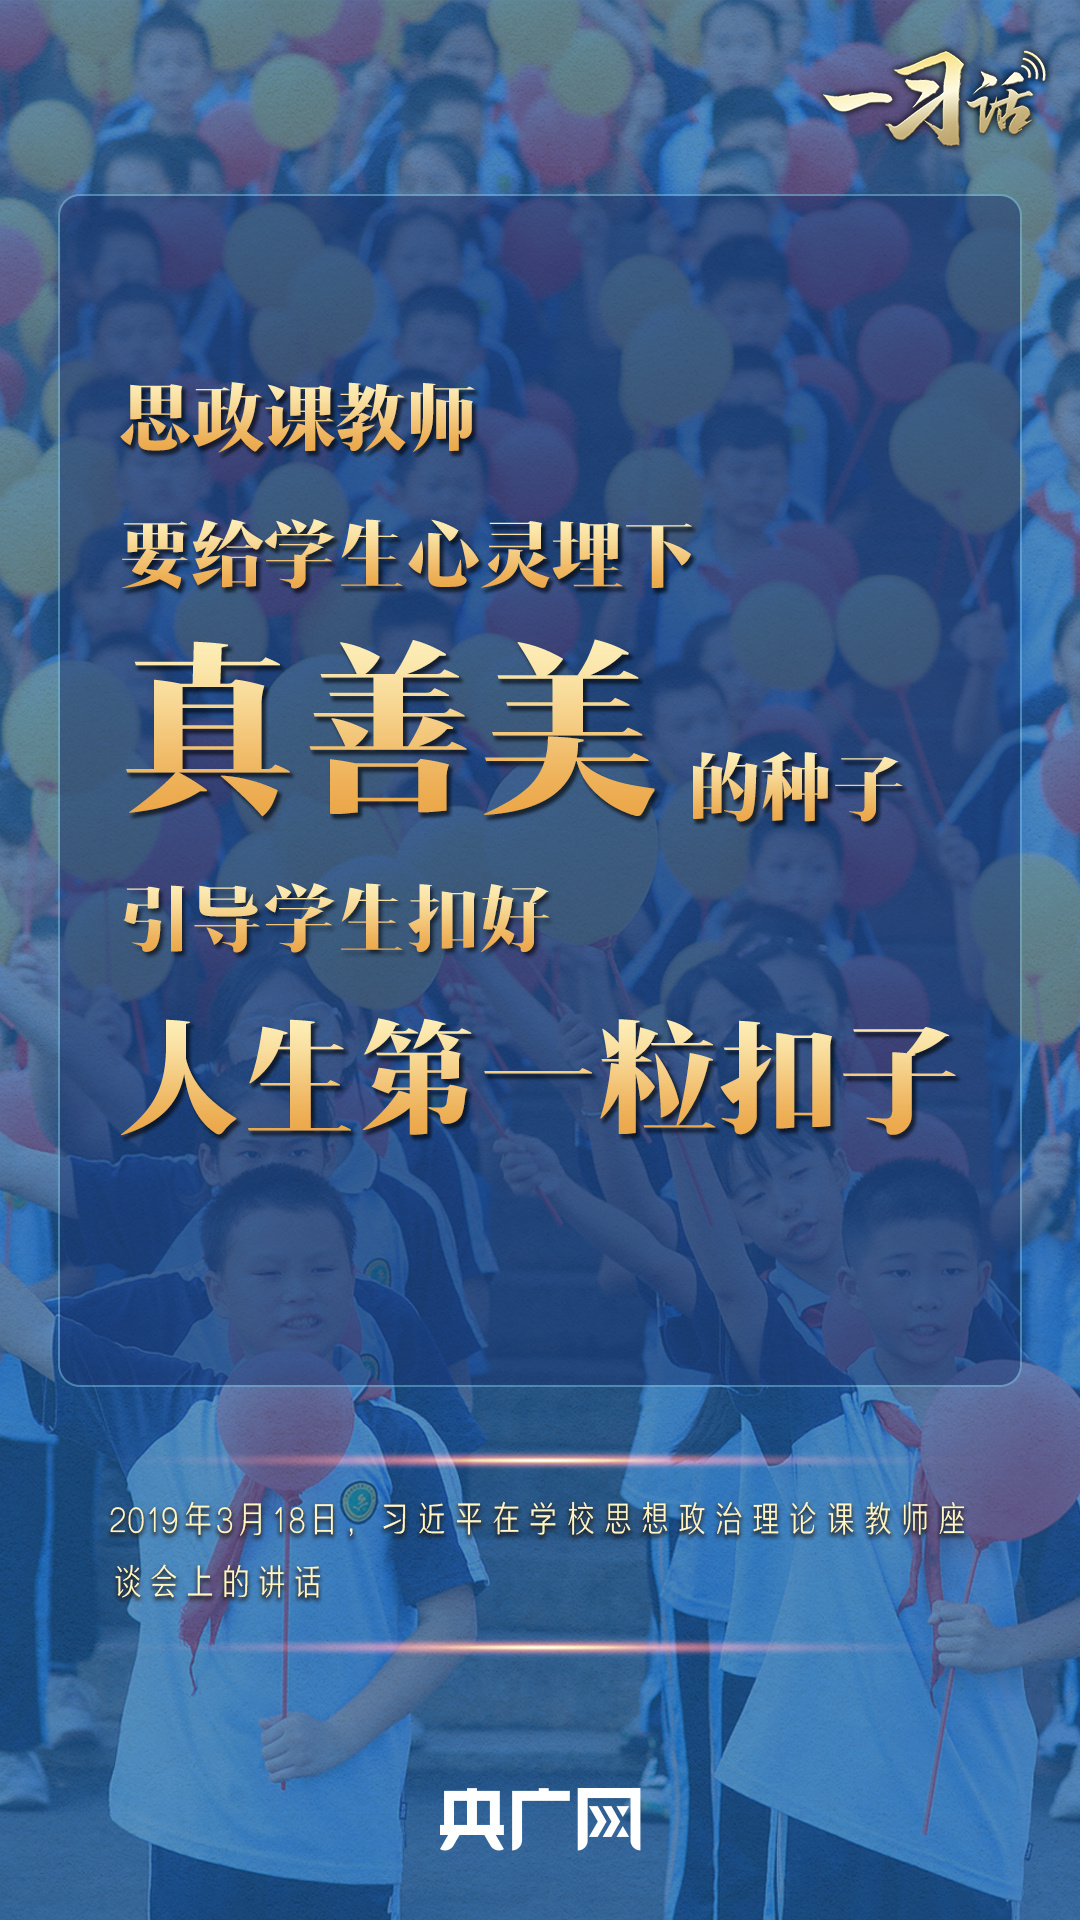 一习话
思政课教师
要给学生心灵埋下
真善美的种子
引导学生扣好
人生第一粒扣子
2019年3月18日，习近平在学校思想政治理论课教师座
谈会上的讲话
央广网